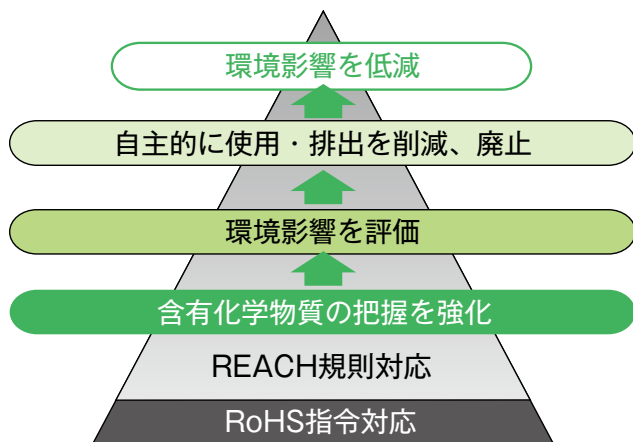 環境影響を低減
自主的に使用・排出を削減、廃止
環境影響を評価
含有化学物質の把握を強化
REACH規則対応
RoHS指令対応